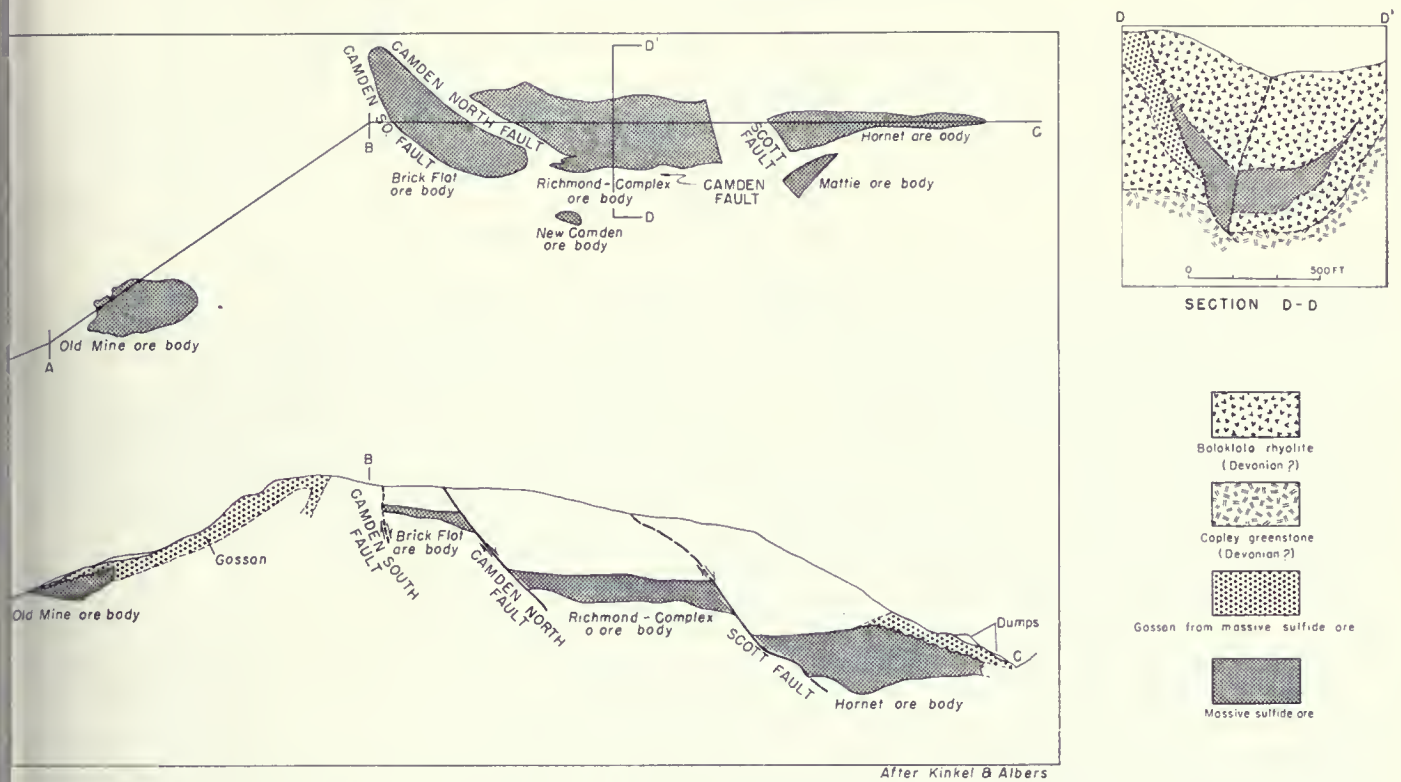 D'
CAMDEN NORTH FAULT
CAMDEN SO. FAULT
B
Brick Flat
ore body
Richmond-Complex
ore body
D
New Camden
ore body
CAMDEN
FAULT
SCOTT
FAULT
Hornet ore body
Mattie ore body
C
Old Mine ore body
A
D
D'
0
500 FT
SECTION D-D
Balaklala rhyolite
(Devonian ?)
Copley greenstone
(Devonian ?)
Gossan from massive sulfide ore
Massive sulfide ore
B
CAMDEN SOUTH
FAULT
Brick Flat
ore body
Gossan
CAMDEN NORTH
FAULT
Old Mine ore body
Richmond-Complex
o ore body
SCOTT FAULT
Dumps
C
Hornet ore body
After Kinkel & Albers